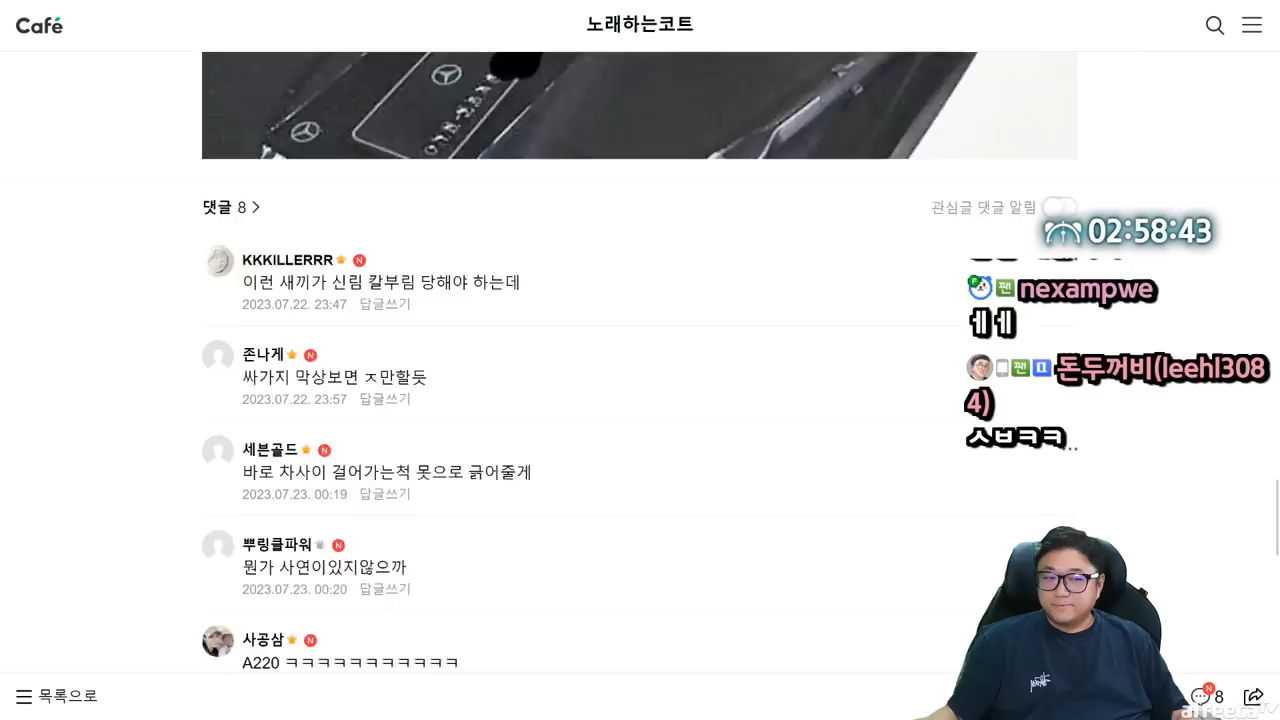 Café
노래하는코트
댓글 8
관심글 댓글 알림
02:58:43
KKKILLERRR
이런 새끼가 신림 칼부림 당해야 하는데
2023.07.22. 23:47 답글쓰기
nexampwe
ㅔㅔ
존나게
싸가지 막상보면 ㅈ만할듯
2023.07.22. 23:57 답글쓰기
돈두꺼비(leehl308
4)
ㅅㅂㅋㅋ
세븐골드
바로 차사이 걸어가는척 못으로 긁어줄게
2023.07.23. 00:19 답글쓰기
뿌링클파워
뭔가 사연이있지않으까
2023.07.23. 00:20 답글쓰기
사공삼
A220 ㅋㅋㅋㅋㅋㅋㅋㅋㅋㅋㅋ
목록으로
8
afreecaTV